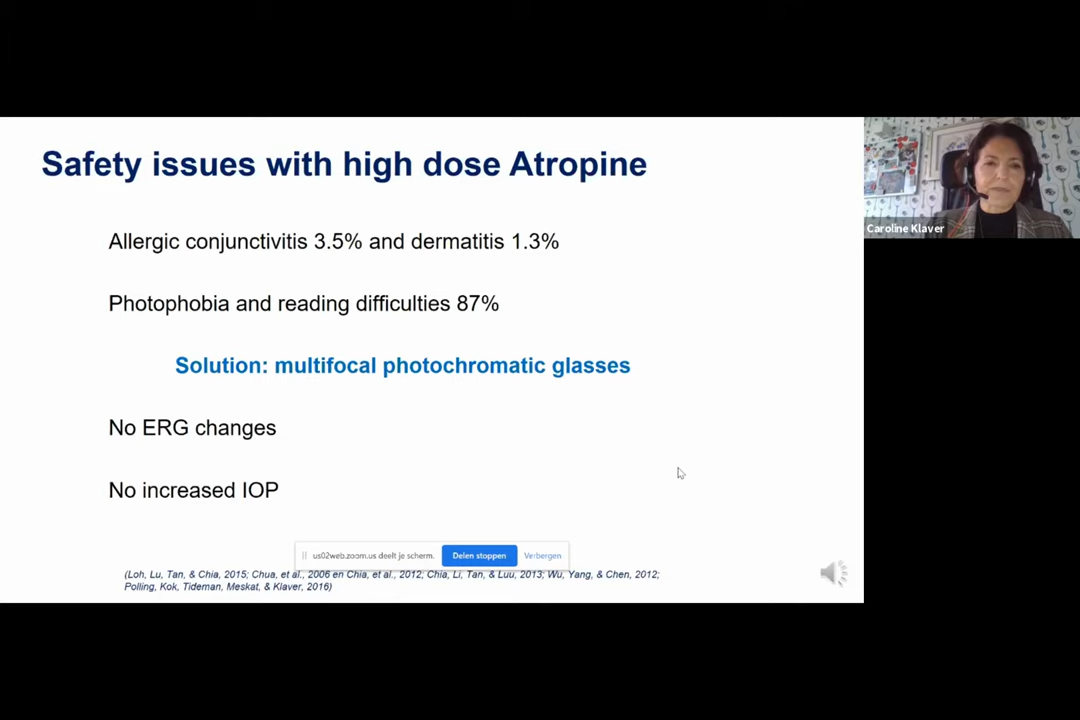 Safety issues with high dose Atropine
Caroline Klaver
Allergic conjunctivitis 3.5% and dermatitis 1.3%
Photophobia and reading difficulties 87%
Solution: multifocal photochromatic glasses
No ERG changes
No increased IOP
us02web.zoom.us deelt je scherm.
Delen stoppen
Verbergen
(Loh, Lu, Tan, & Chia, 2015; Chua, et al., 2006 en Chia, et al., 2012, Chia, Li, Tan, & Luu, 2013; Wu, Yang, & Chen, 2012;
Polling, Kok, Tideman, Meskat, & Klaver, 2016)